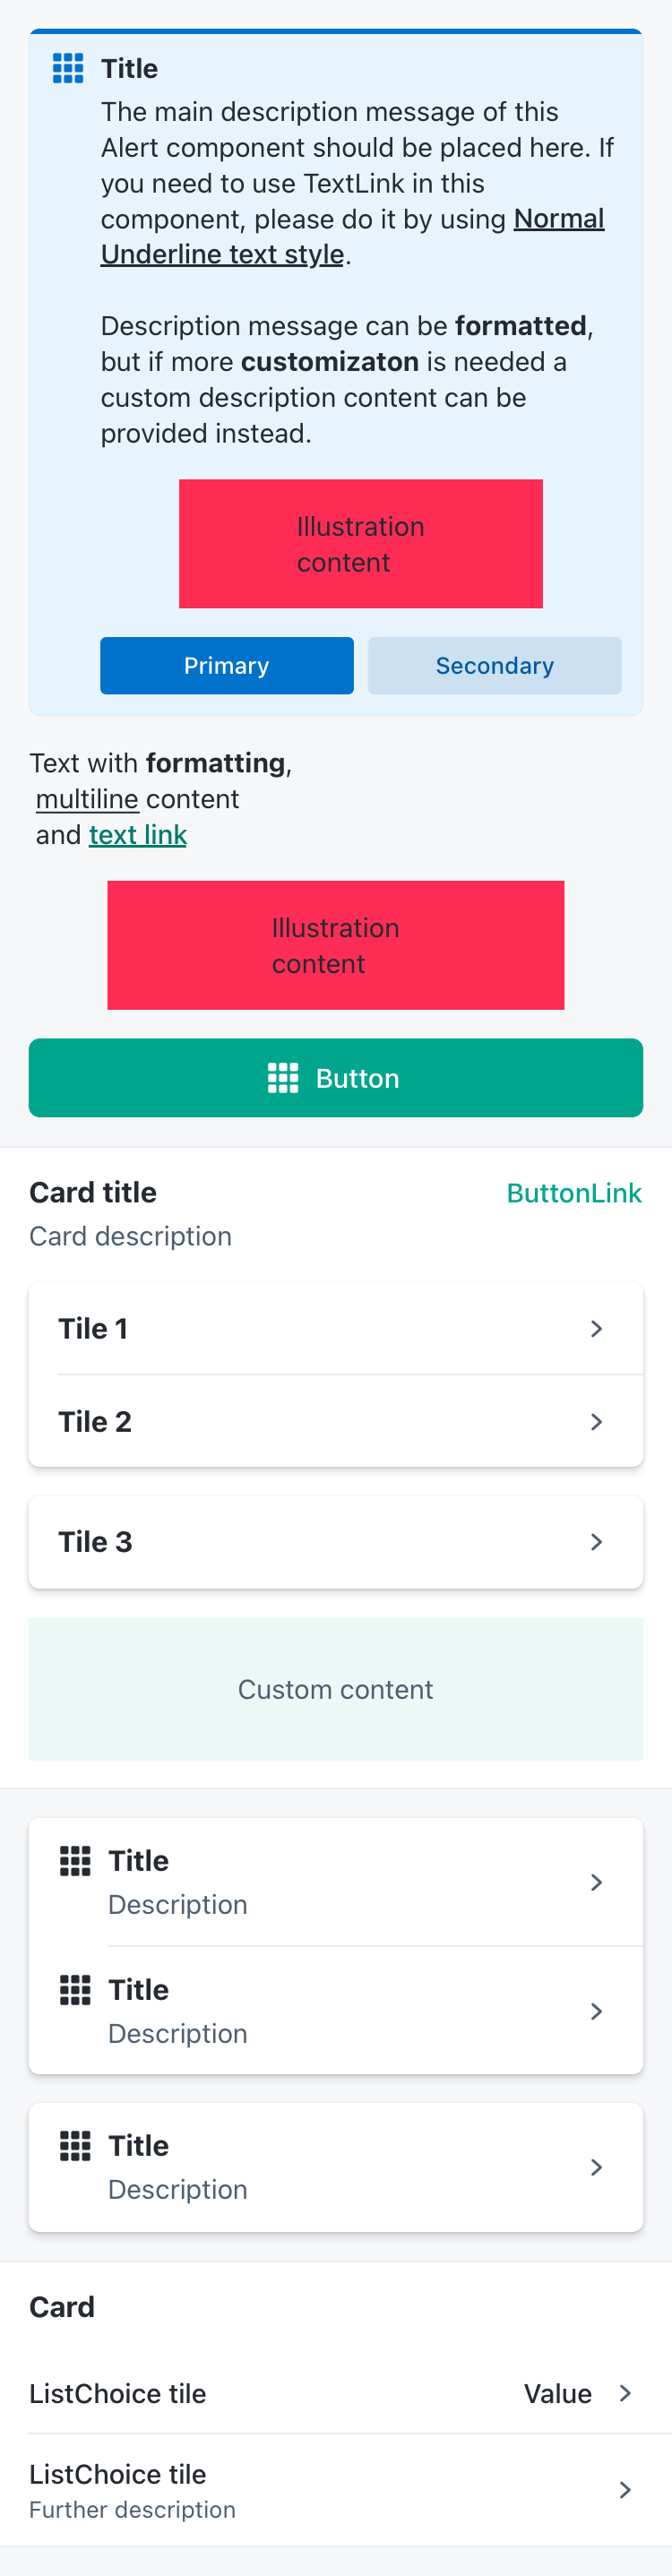 Title
The main description message of this
Alert component should be placed here. If
you need to use TextLink in this
component, please do it by using Normal
Underline text style.
Description message can be formatted,
but if more customizaton is needed a
custom description content can be
provided instead.
Illustration
content
Primary Secondary
Text with formatting,
multiline content
and text link
Illustration
content
Button
Card title ButtonLink
Card description
Tile 1
Tile 2
Tile 3
Custom content
Title
Description
Title
Description
Title
Description
Card
ListChoice tile Value
ListChoice tile
Further description